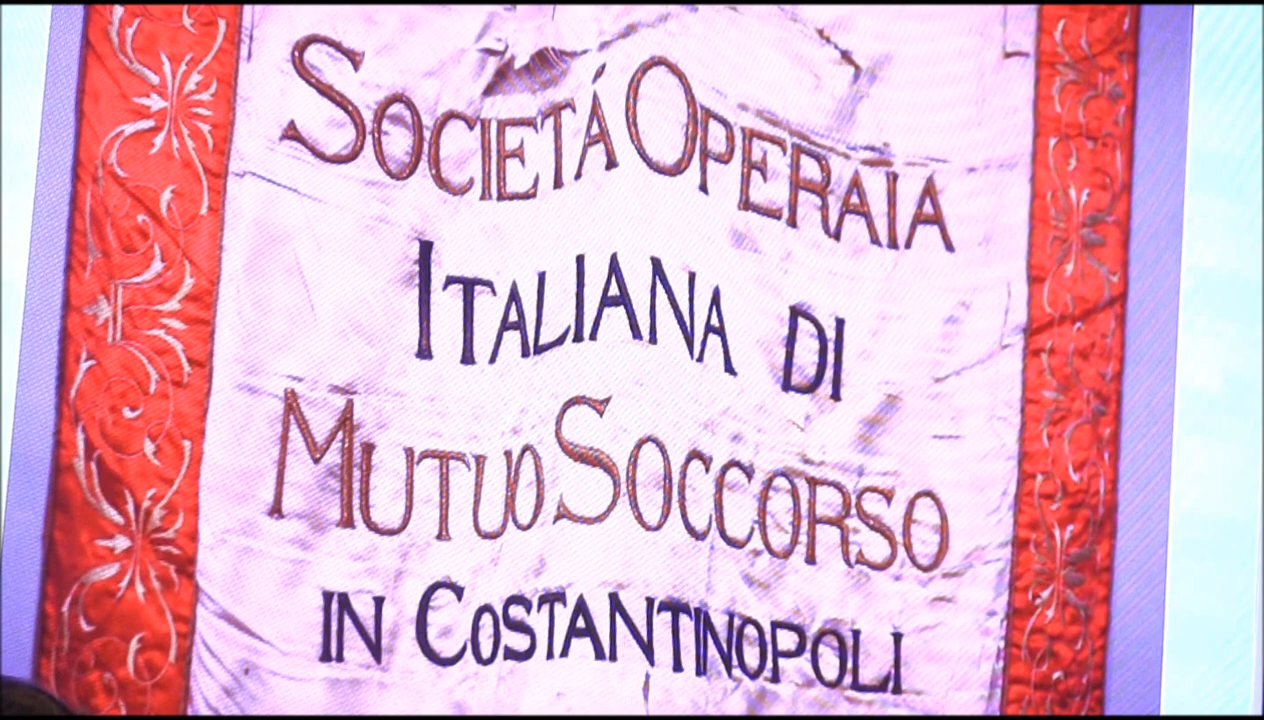 SOCIETÁ OPERAIA
ITALIANA DI
MUTUO SOCCORSO
IN COSTANTINOPOLI